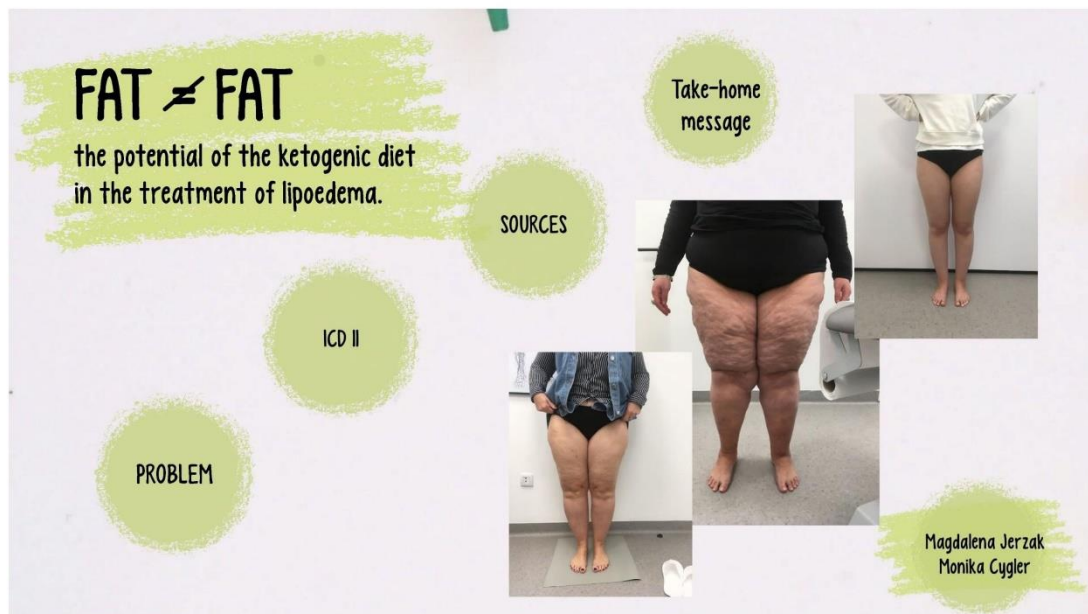 FAT ≠ FAT
the potential of the ketogenic diet
in the treatment of lipoedema.
Take-home
message
SOURCES
ICD 11
PROBLEM
Magdalena Jerzak
Monika Cygler